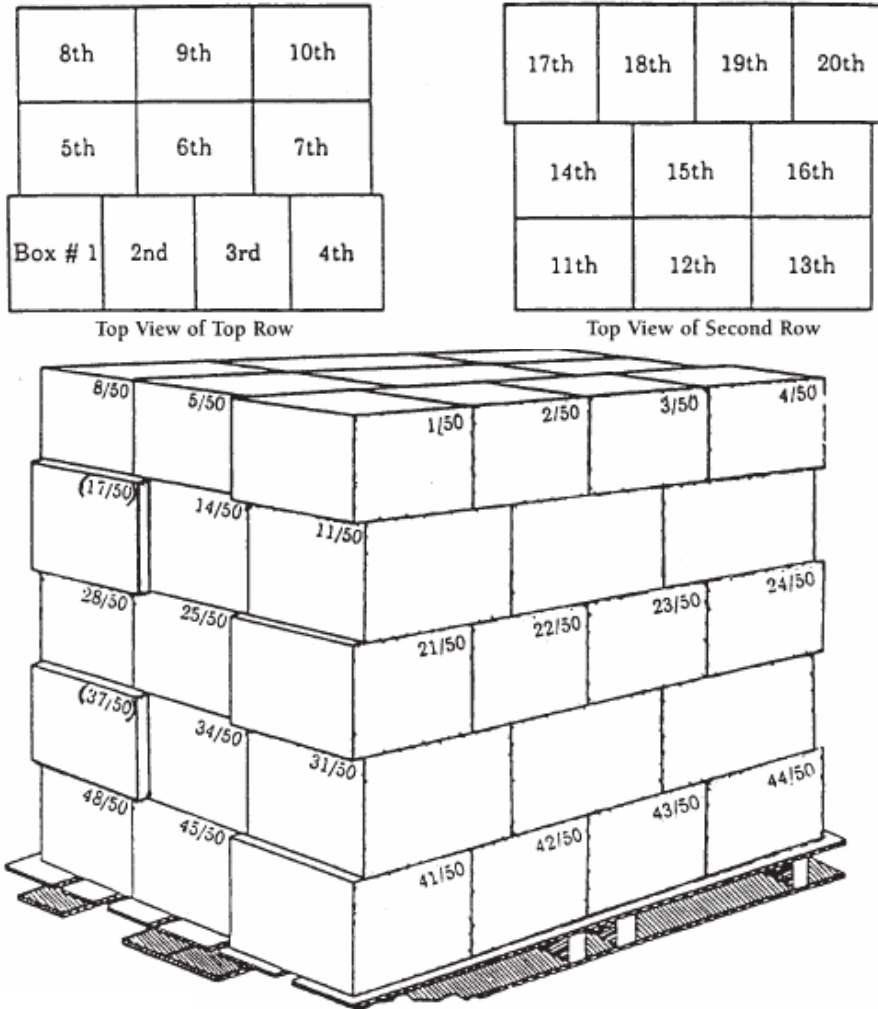 8th 9th 10th
5th 6th 7th
Box # 1 2nd 3rd 4th
Top View of Top Row
17th 18th 19th 20th
14th 15th 16th
11th 12th 13th
Top View of Second Row
8/50 5/50 1/50 2/50 3/50 4/50
(17/50) 14/50 11/50
28/50 25/50 21/50 22/50 23/50 24/50
(37/50) 34/50 31/50
48/50 45/50 41/50 42/50 43/50 44/50